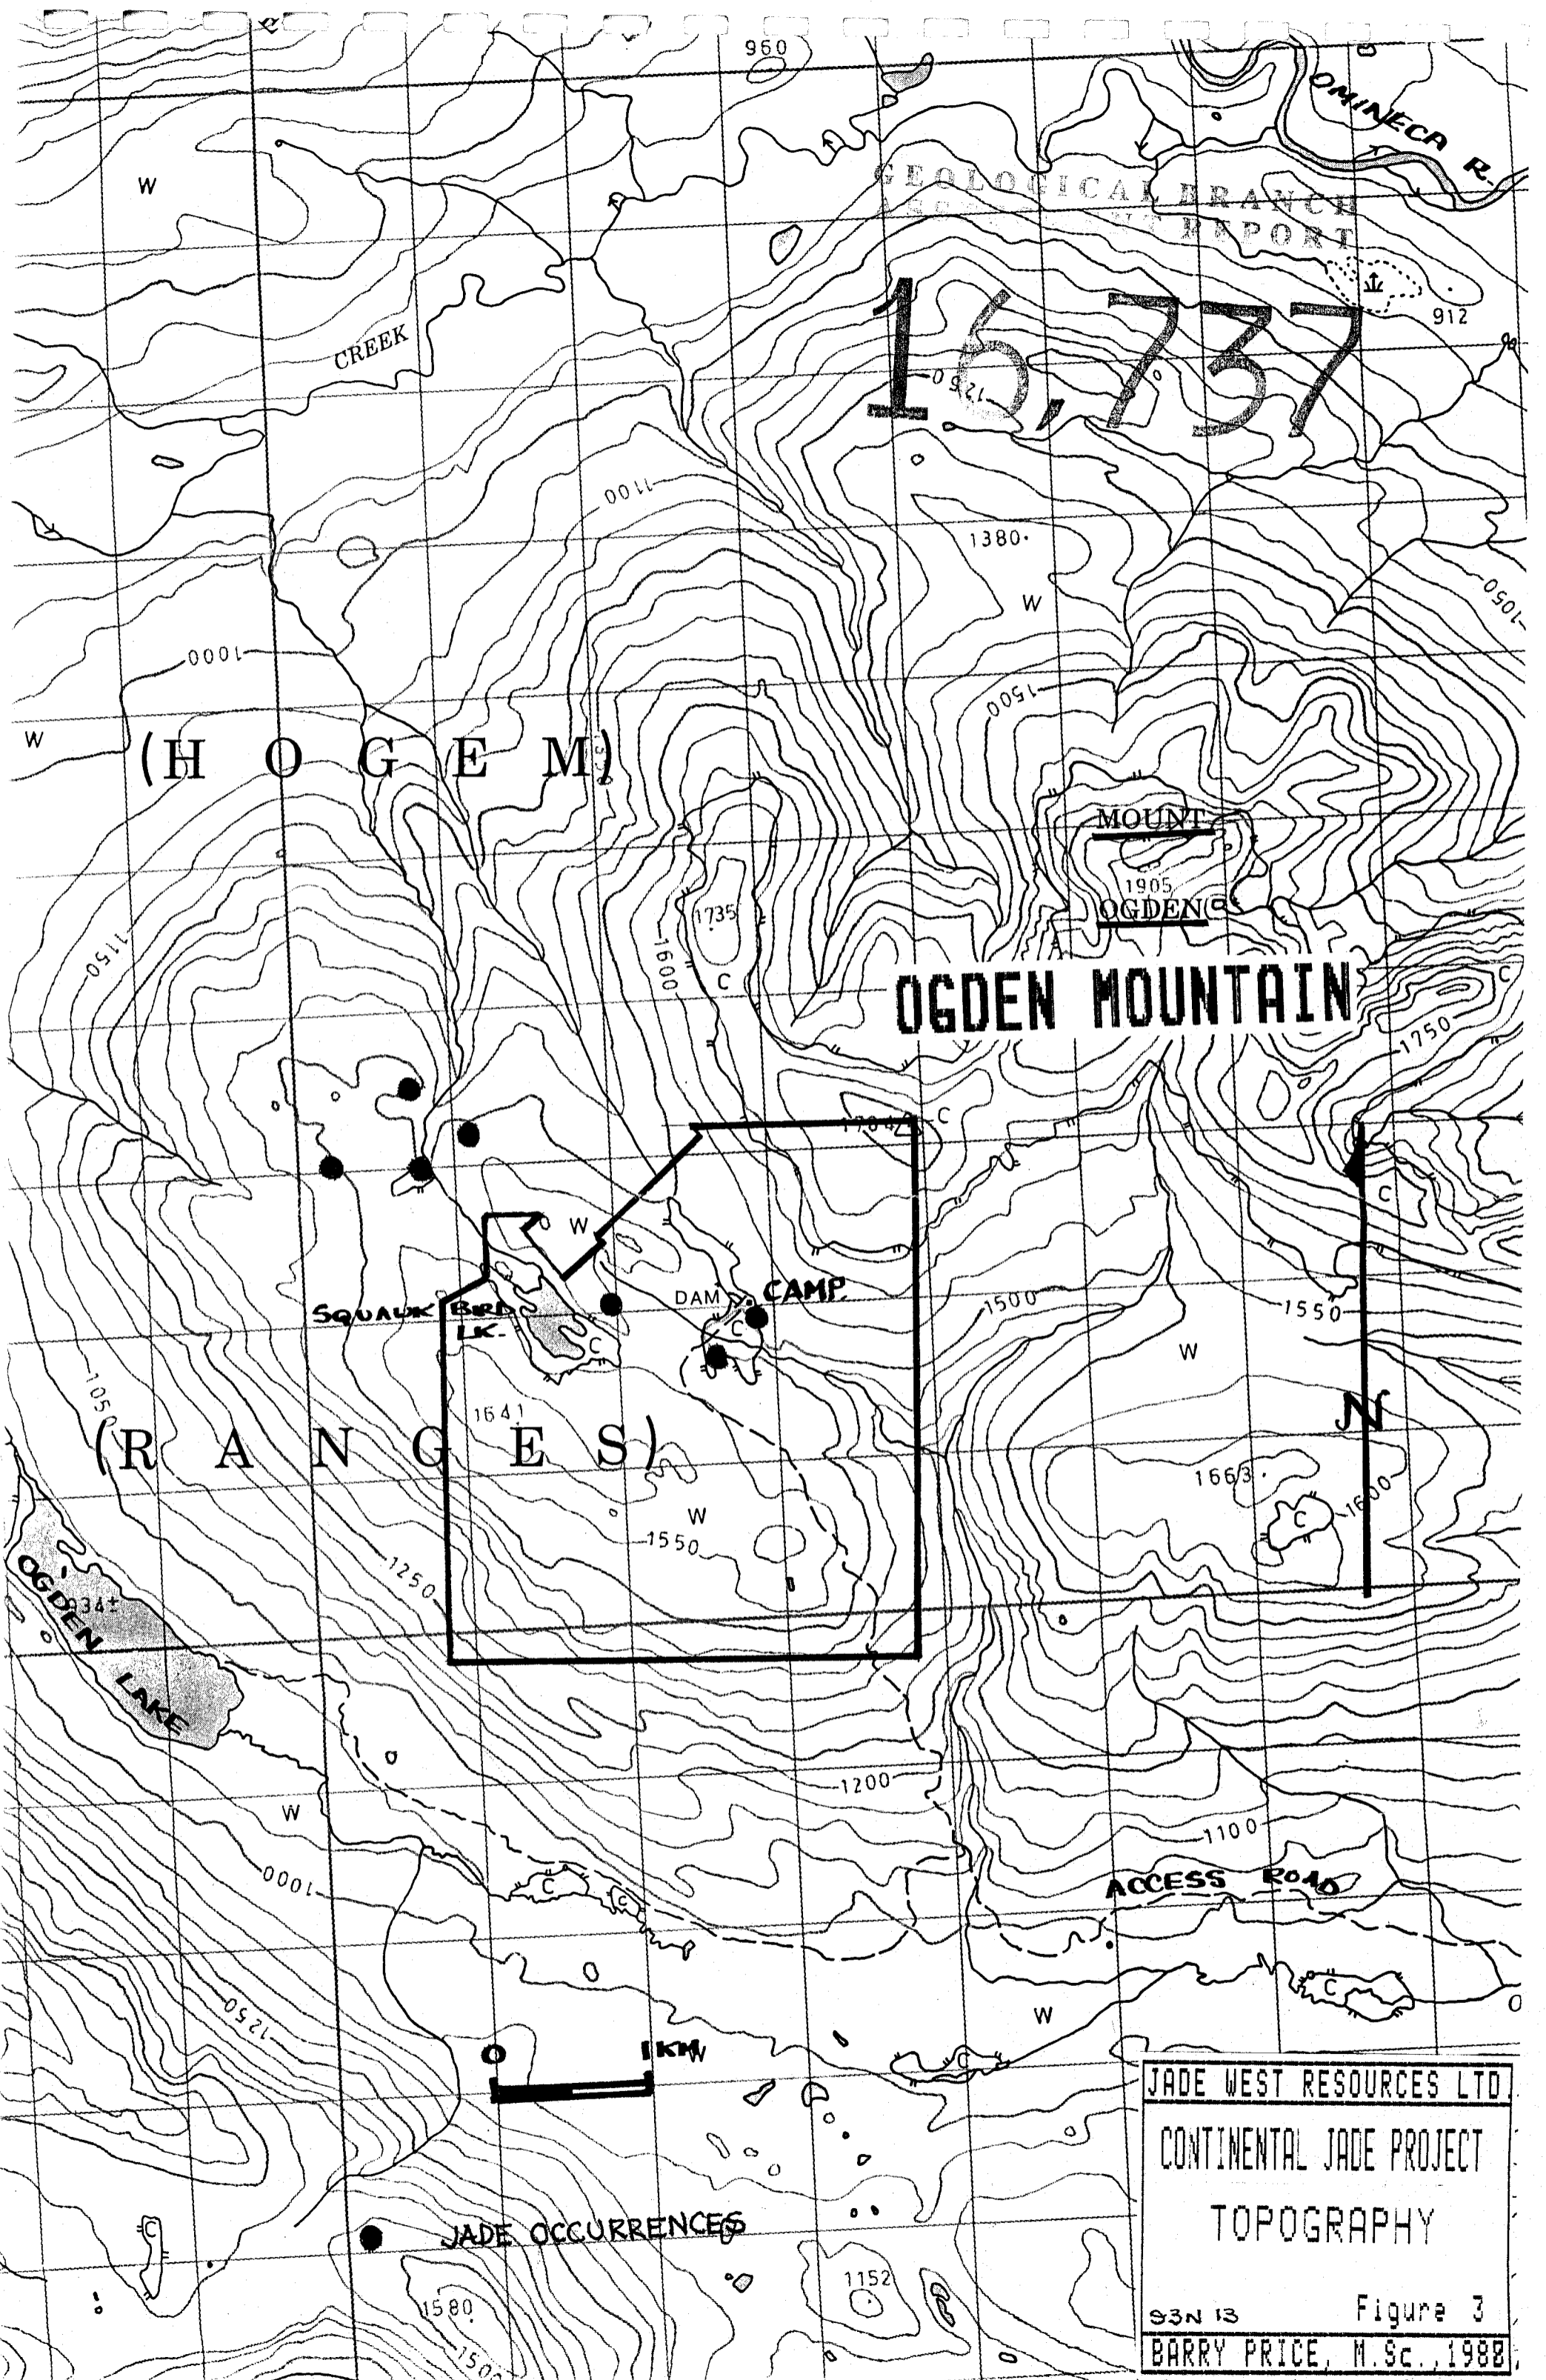 960
OMINECA R.
W
GEOLOGICAL BRANCH
ASSESSMENT REPORT
16,737
912
CREEK
1250
1100
1380
W
1050
1000
1500
W
(H O G E M)
MOUNT
1905
OGDEN
1735
1150
1600
C
C
OGDEN MOUNTAIN
1750
C
C
W
DAM
CAMP
SQUAUK BIRD
LK.
C
C
1500
1550
W
1641
N
(R A N G E S)
1663
1600
C
W
1550
1250
OGDEN
LAKE
934±
1200
W
1100
1000
ACCESS ROAD
C
C
C
1250
W
0 1KM
W
C
JADE WEST RESOURCES LTD
CONTINENTAL JADE PROJECT
TOPOGRAPHY
C
JADE OCCURRENCES
1152
1580
1500
93N 13 Figure 3
BARRY PRICE, M.Sc.,1988